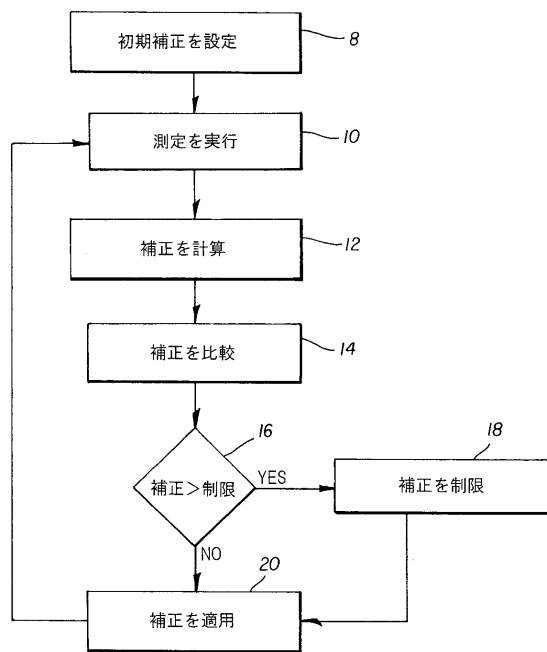 初期補正を設定
8
測定を実行
10
補正を計算
12
補正を比較
14
16
補正＞制限
YES
18
補正を制限
NO
20
補正を適用